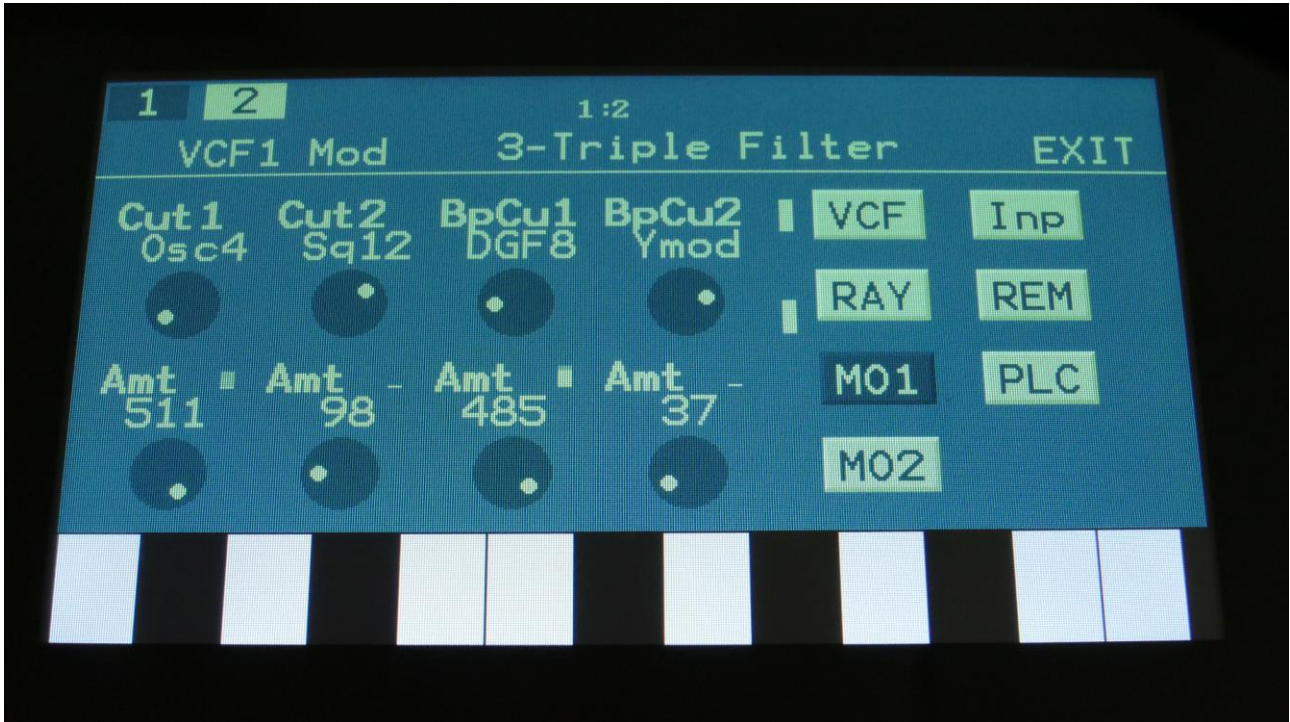 1 2 1:2
VCF1 Mod 3-Triple Filter EXIT
Cut1 Cut2 BpCu1 BpCu2 VCF Inp
Osc4 Sq12 DGF8 Ymod
RAY REM
Amt Amt Amt Amt MO1 PLC
511 98 485 37
MO2